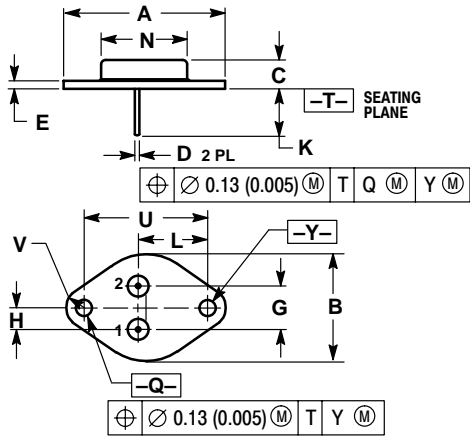 A
N
C
E
–T– SEATING
PLANE
K
D 2 PL
⌖ ∅ 0.13 (0.005) Ⓜ T Q Ⓜ Y Ⓜ
U
V
L
–Y–
2
H
G
B
1
–Q–
⌖ ∅ 0.13 (0.005) Ⓜ T Y Ⓜ